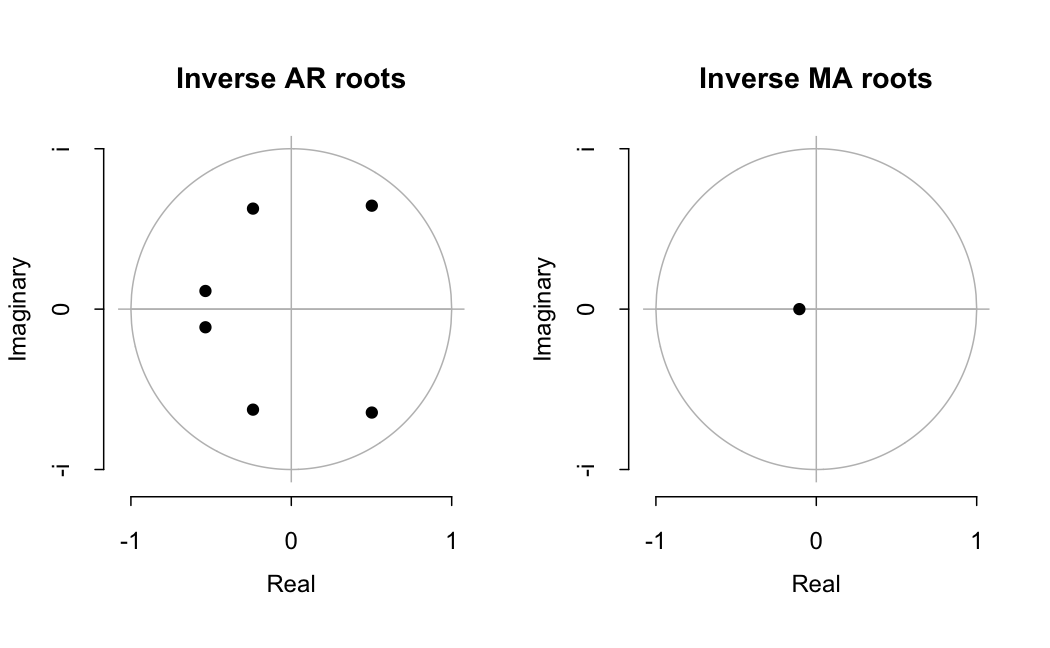 Inverse AR roots
i
0
-i
Imaginary
-1 0 1
Real
Inverse MA roots
i
0
-i
Imaginary
-1 0 1
Real